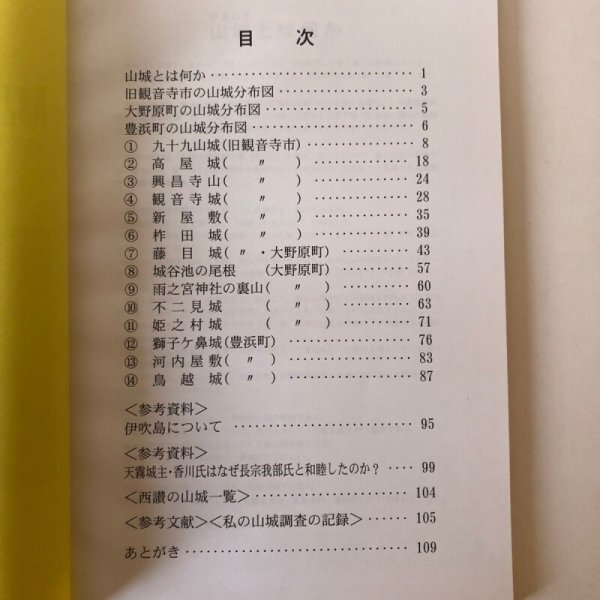 目 次
山城とは何か ······························ 1
旧観音寺市の山城分布図 ···················· 3
大野原町の山城分布図 ······················ 5
豊浜町の山城分布図 ························ 6
① 九十九山城(旧観音寺市) ················ 8
② 高屋城( 〃 ) ·················· 18
③ 興昌寺山( 〃 ) ·················· 24
④ 観音寺城( 〃 ) ·················· 28
⑤ 新屋敷( 〃 ) ·················· 35
⑥ 柞田城( 〃 ) ·················· 39
⑦ 藤目城( 〃 ・大野原町) ············ 43
⑧ 城谷池の尾根 (大野原町) ············ 57
⑨ 雨之宮神社の裏山( 〃 ) ············ 60
⑩ 不二見城 ( 〃 ) ············ 63
⑪ 姫之村城 ( 〃 ) ············ 71
⑫ 獅子ケ鼻城(豊浜町) ·················· 76
⑬ 河内屋敷( 〃 ) ·················· 83
⑭ 鳥越城( 〃 ) ·················· 87
<参考資料>
伊吹島について ·························· 95
<参考資料>
天霧城主・香川氏はなぜ長宗我部氏と和睦したのか? ···· 99
<西讃の山城一覧> ······················ 104
<参考文献><私の山城調査の記録> ······ 105
あとがき ································ 109